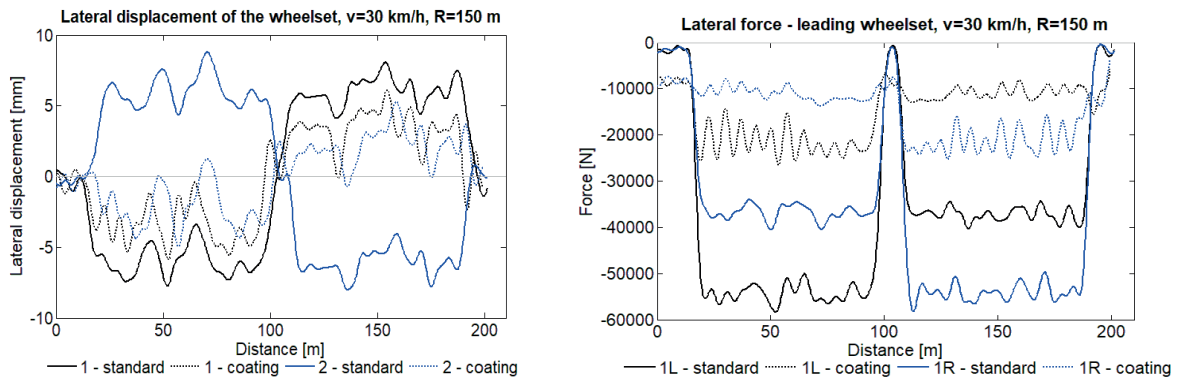 Lateral displacement of the wheelset, v=30 km/h, R=150 m
10
5
0
-5
-10
Lateral displacement [mm]
0 50 100 150 200
Distance [m]
1 - standard 1 - coating 2 - standard 2 - coating
Lateral force - leading wheelset, v=30 km/h, R=150 m
0
-10000
-20000
-30000
-40000
-50000
-60000
Force [N]
0 50 100 150 200
Distance [m]
1L - standard 1L - coating 1R - standard 1R - coating